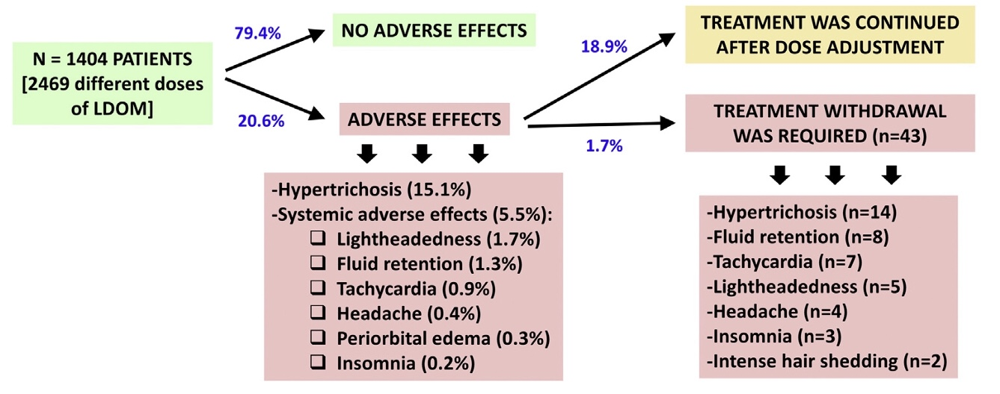 N = 1404 PATIENTS
[2469 different doses
of LDOM]
79.4%
20.6%
NO ADVERSE EFFECTS
ADVERSE EFFECTS
-Hypertrichosis (15.1%)
-Systemic adverse effects (5.5%):
❑ Lightheadedness (1.7%)
❑ Fluid retention (1.3%)
❑ Tachycardia (0.9%)
❑ Headache (0.4%)
❑ Periorbital edema (0.3%)
❑ Insomnia (0.2%)
18.9%
1.7%
TREATMENT WAS CONTINUED
AFTER DOSE ADJUSTMENT
TREATMENT WITHDRAWAL
WAS REQUIRED (n=43)
-Hypertrichosis (n=14)
-Fluid retention (n=8)
-Tachycardia (n=7)
-Lightheadedness (n=5)
-Headache (n=4)
-Insomnia (n=3)
-Intense hair shedding (n=2)